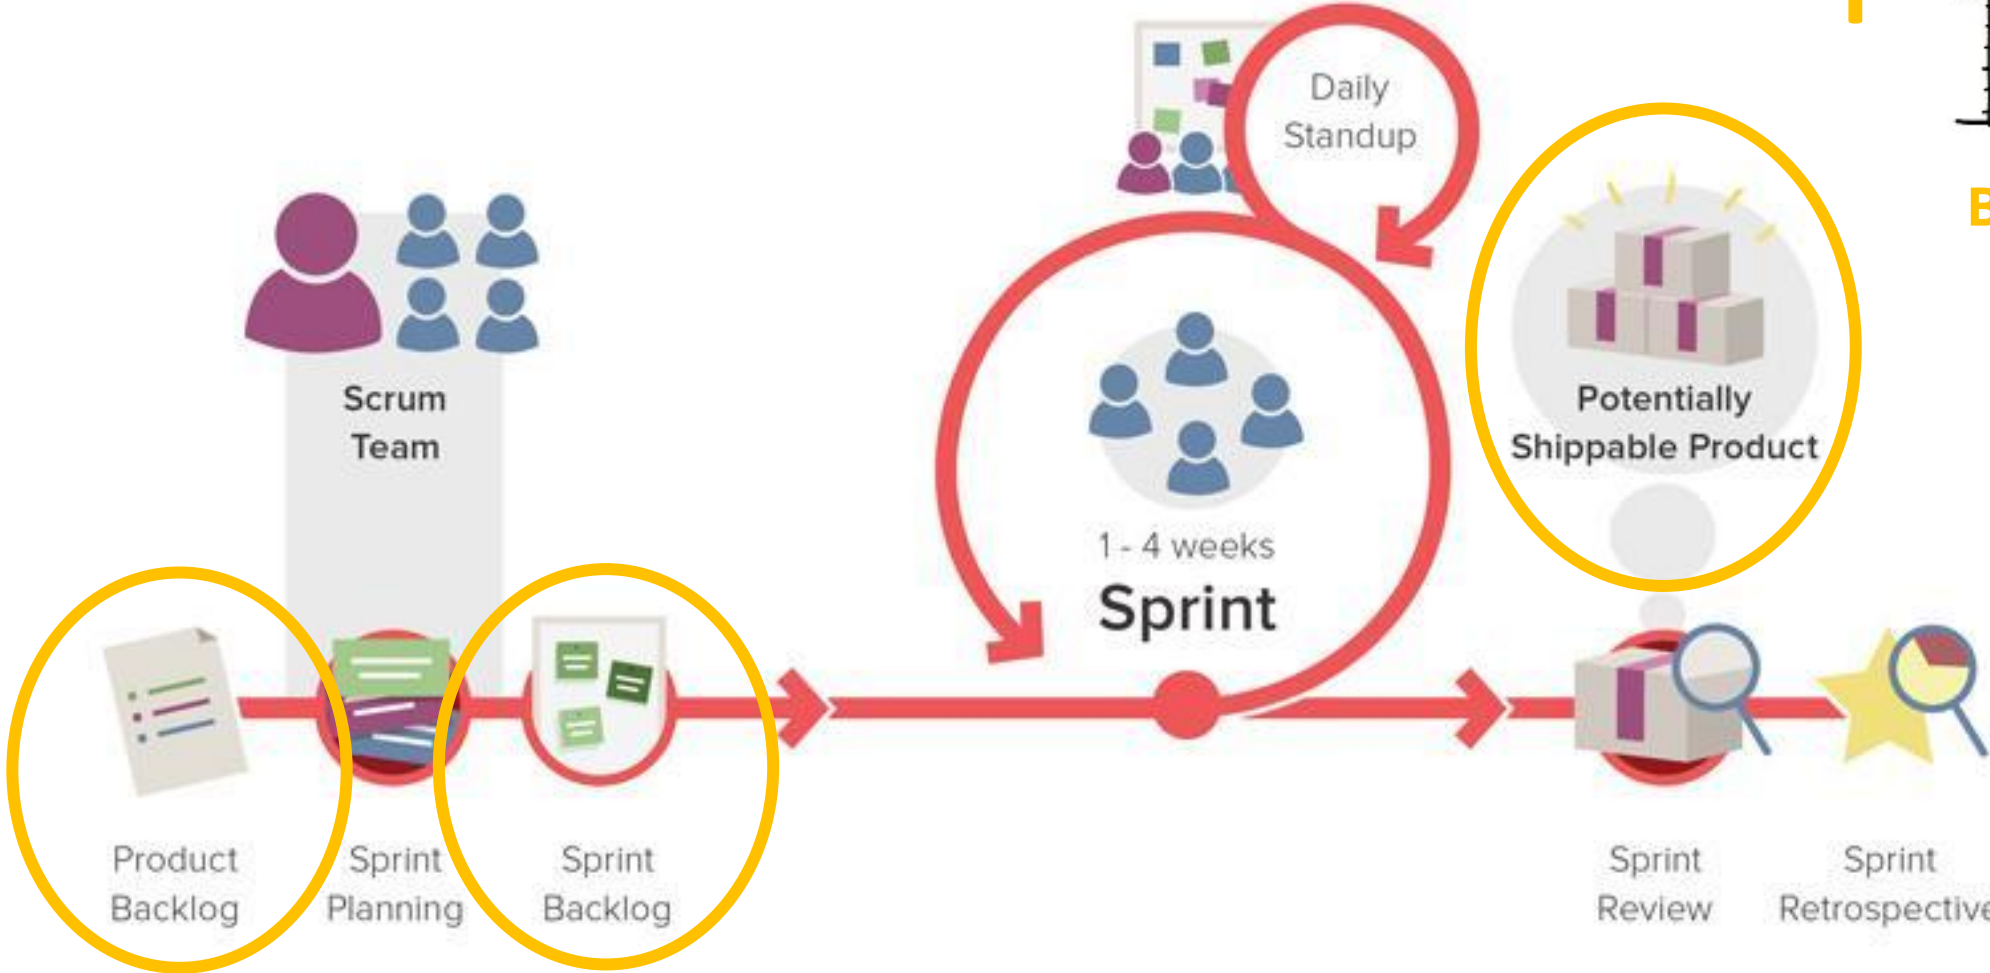 Daily
Standup
B
Scrum
Team
Potentially
Shippable Product
1 - 4 weeks
Sprint
Product
Backlog
Sprint
Planning
Sprint
Backlog
Sprint
Review
Sprint
Retrospective